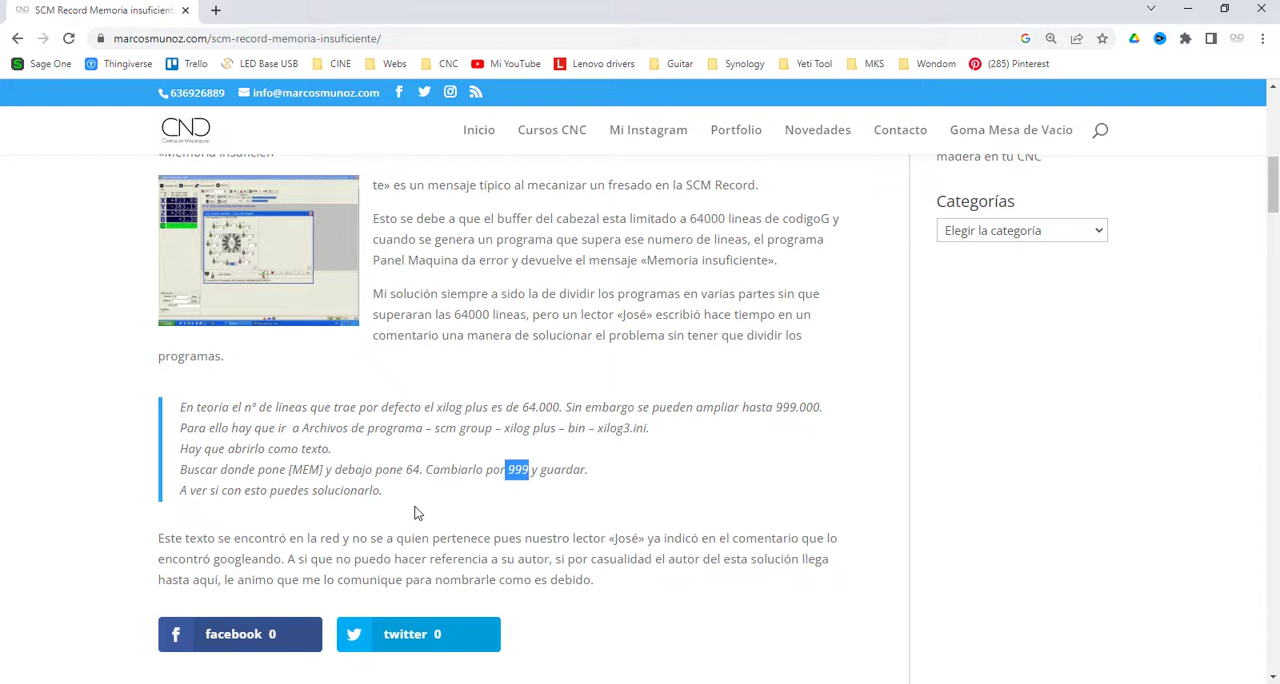 SCM Record Memoria insuficient
marcosmunoz.com/scm-record-memoria-insuficiente/
Sage One
Thingiverse
Trello
LED Base USB
CINE
Webs
CNC
Mi YouTube
Lenovo drivers
Guitar
Synology
Yeti Tool
MKS
Wondom
(285) Pinterest
636926889
info@marcosmunoz.com
CNC
Inicio
Cursos CNC
Mi Instagram
Portfolio
Novedades
Contacto
Goma Mesa de Vacio
«Memoria insuficien
madera en tu CNC
te» es un mensaje típico al mecanizar un fresado en la SCM Record.
Categorías
Elegir la categoría
Esto se debe a que el buffer del cabezal esta limitado a 64000 lineas de codigoG y
cuando se genera un programa que supera ese numero de lineas, el programa
Panel Maquina da error y devuelve el mensaje «Memoria insuficiente».
Mi solución siempre a sido la de dividir los programas en varias partes sin que
superaran las 64000 lineas, pero un lector «José» escribió hace tiempo en un
comentario una manera de solucionar el problema sin tener que dividir los
programas.
En teoría el nº de líneas que trae por defecto el xilog plus es de 64.000. Sin embargo se pueden ampliar hasta 999.000.
Para ello hay que ir a Archivos de programa – scm group – xilog plus – bin – xilog3.ini.
Hay que abrirlo como texto.
Buscar donde pone [MEM] y debajo pone 64. Cambiarlo por 999 y guardar.
A ver si con esto puedes solucionarlo.
Este texto se encontró en la red y no se a quien pertenece pues nuestro lector «José» ya indicó en el comentario que lo
encontró googleando. A si que no puedo hacer referencia a su autor, si por casualidad el autor del esta solución llega
hasta aquí, le animo que me lo comunique para nombrarle como es debido.
facebook 0
twitter 0